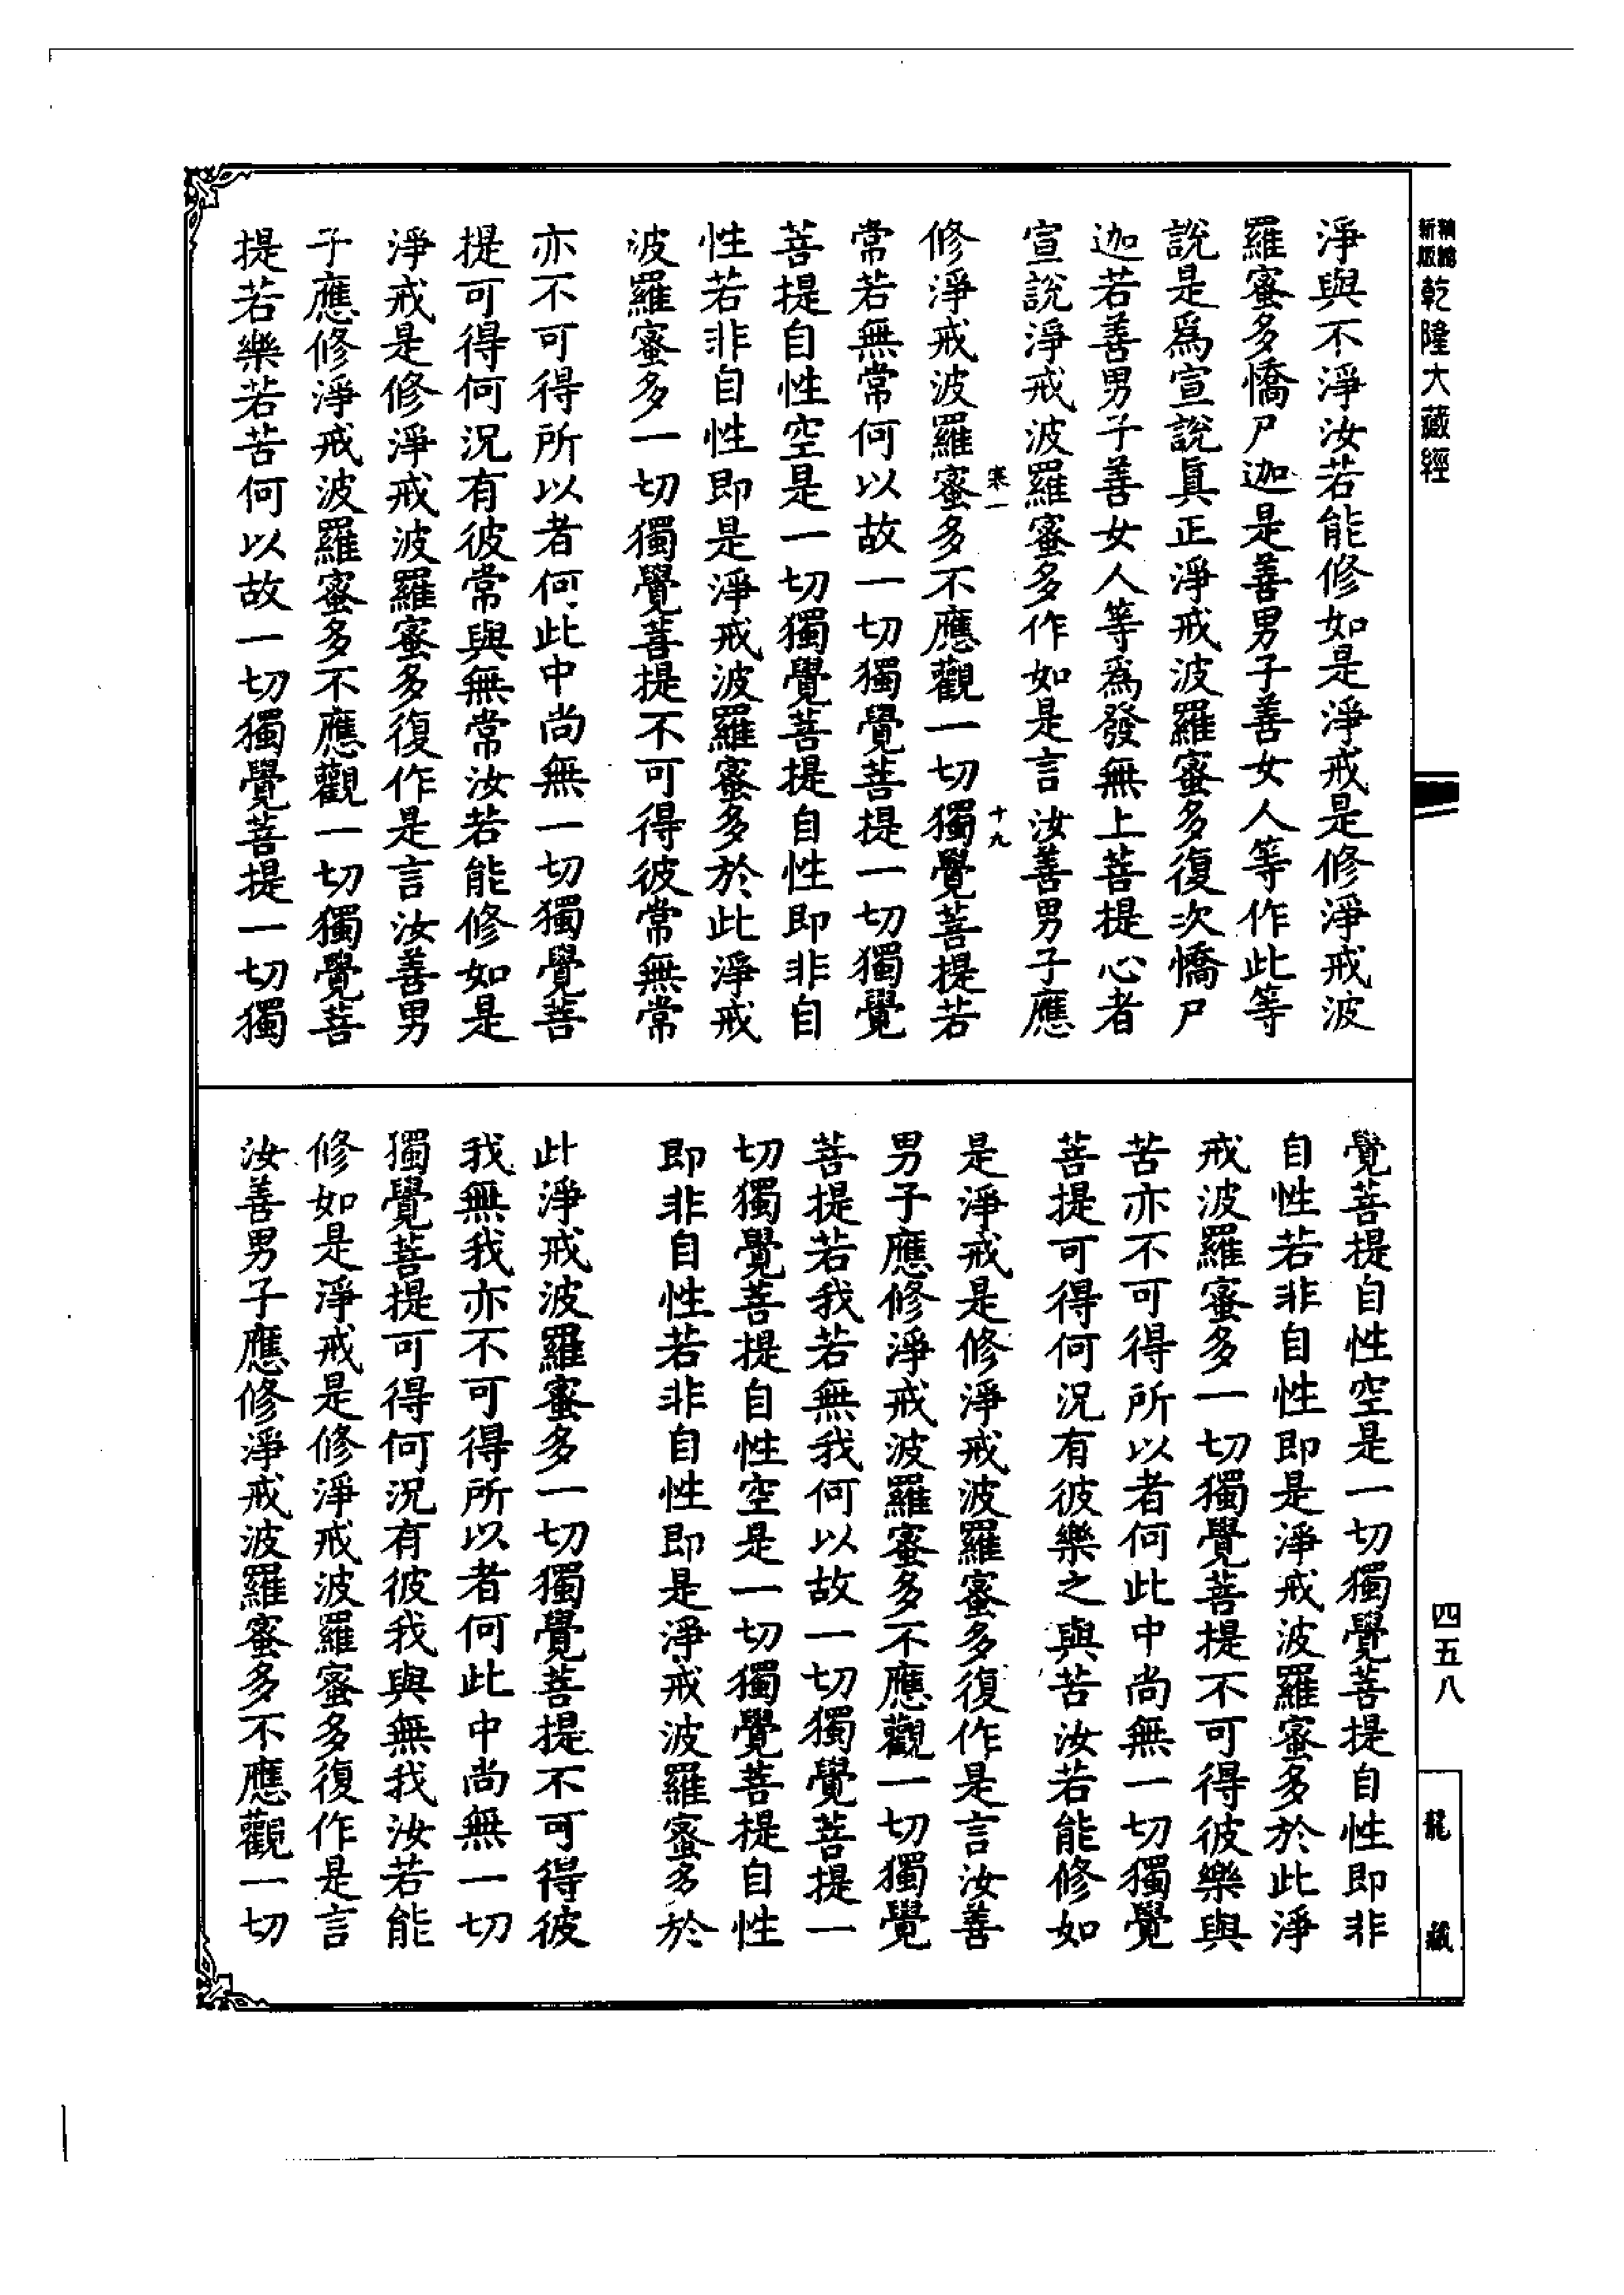 新版
精縮
乾隆大藏經
淨與不淨汝若能修如是淨戒是修淨戒波
羅蜜多憍尸迦是善男子善女人等作此等
說是爲宣說眞正淨戒波羅蜜多復次憍尸
迦若善男子善女人等爲發無上菩提心者
宣說淨戒波羅蜜多作如是言汝善男子應
寒一
十九
修淨戒波羅蜜多不應觀一切獨覺菩提若
常若無常何以故一切獨覺菩提一切獨覺
菩提自性空是一切獨覺菩提自性即非自
性若非自性即是淨戒波羅蜜多於此淨戒
波羅蜜多一切獨覺菩提不可得彼常無常
亦不可得所以者何此中尚無一切獨覺菩
提可得何況有彼常與無常汝若能修如是
淨戒是修淨戒波羅蜜多復作是言汝善男
子應修淨戒波羅蜜多不應觀一切獨覺菩
提若樂若苦何以故一切獨覺菩提一切獨
覺菩提自性空是一切獨覺菩提自性即非
自性若非自性即是淨戒波羅蜜多於此淨
戒波羅蜜多一切獨覺菩提不可得彼樂與
苦亦不可得所以者何此中尚無一切獨覺
菩提可得何況有彼樂之與苦汝若能修如
是淨戒是修淨戒波羅蜜多復作是言汝善
男子應修淨戒波羅蜜多不應觀一切獨覺
菩提若我若無我何以故一切獨覺菩提一
切獨覺菩提自性空是一切獨覺菩提自性
即非自性若非自性即是淨戒波羅蜜多於
此淨戒波羅蜜多一切獨覺菩提不可得彼
我無我亦不可得所以者何此中尚無一切
獨覺菩提可得何況有彼我與無我汝若能
修如是淨戒是修淨戒波羅蜜多復作是言
汝善男子應修淨戒波羅蜜多不應觀一切
四五八
龍藏